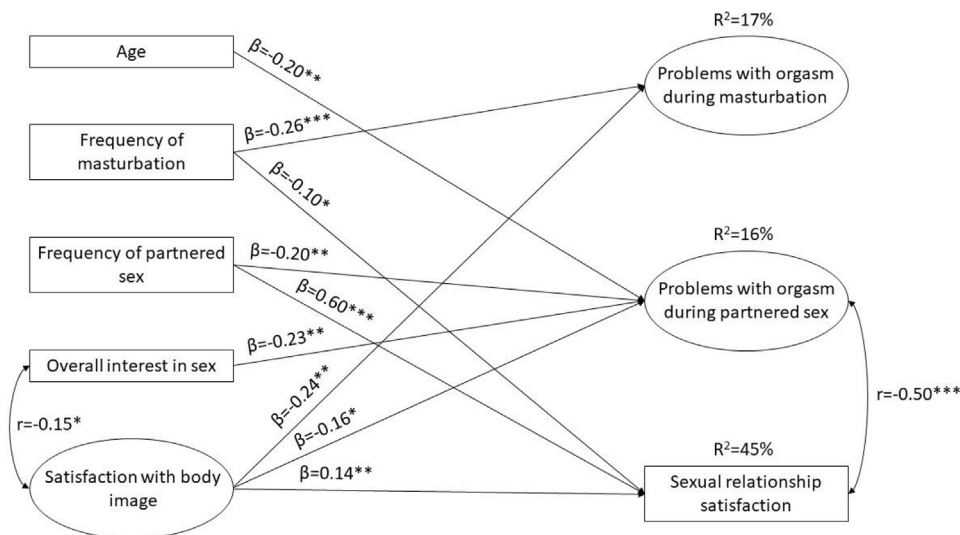 R²=17%
Age
β=-0.20**
Problems with orgasm
during masturbation
Frequency of
masturbation
β=-0.26***
β=-0.10*
R²=16%
Frequency of partnered
sex
β=-0.20**
β=0.60***
Problems with orgasm
during partnered sex
Overall interest in sex
β=-0.23**
r=-0.15*
β=-0.24**
β=-0.16*
r=-0.50***
R²=45%
Satisfaction with body
image
β=0.14**
Sexual relationship
satisfaction